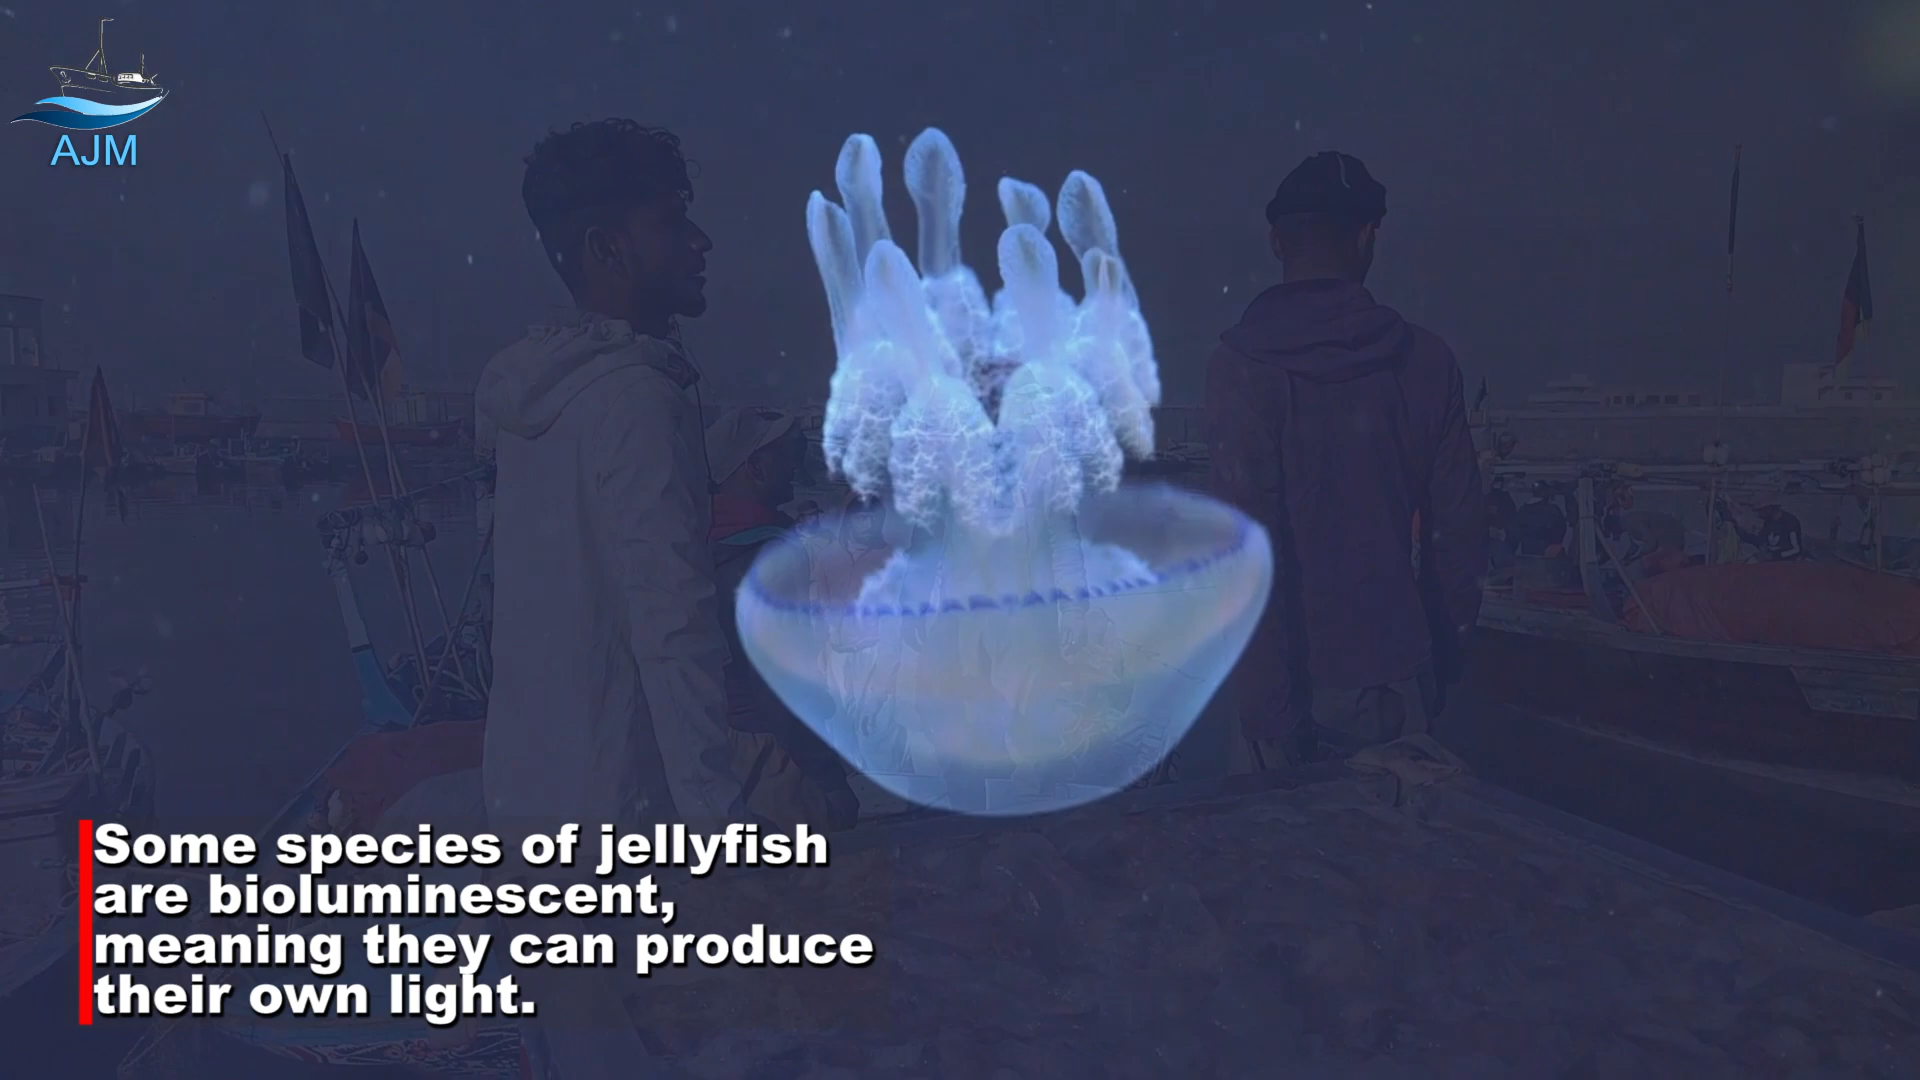 AJM
Some species of jellyfish
are bioluminescent,
meaning they can produce
their own light.